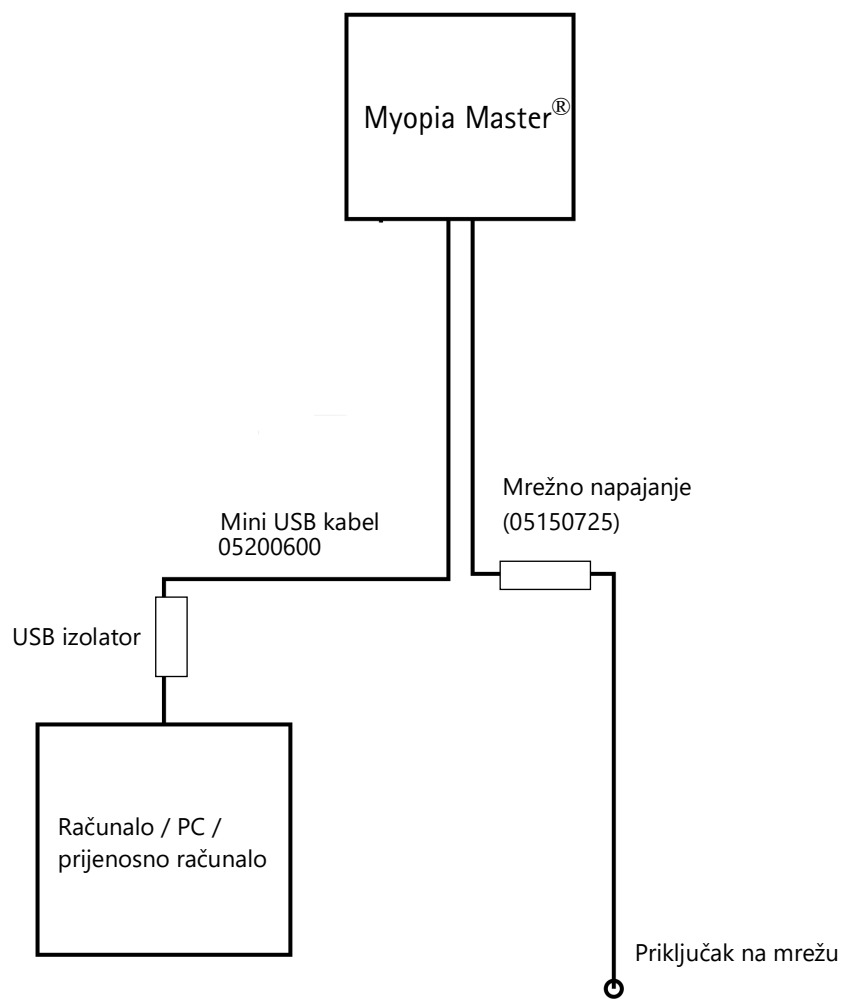 Myopia Master®
Mrežno napajanje
(05150725)
Mini USB kabel
05200600
USB izolator
Računalo / PC /
prijenosno računalo
Priključak na mrežu